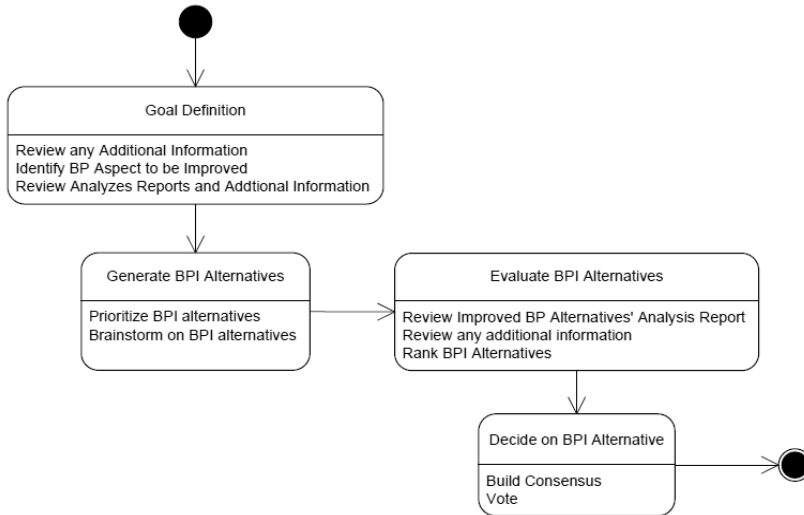 Goal Definition
Review any Additional Information
Identify BP Aspect to be Improved
Review Analyzes Reports and Addtional Information
Generate BPI Alternatives
Prioritize BPI alternatives
Brainstorm on BPI alternatives
Evaluate BPI Alternatives
Review Improved BP Alternatives' Analysis Report
Review any additional information
Rank BPI Alternatives
Decide on BPI Alternative
Build Consensus
Vote